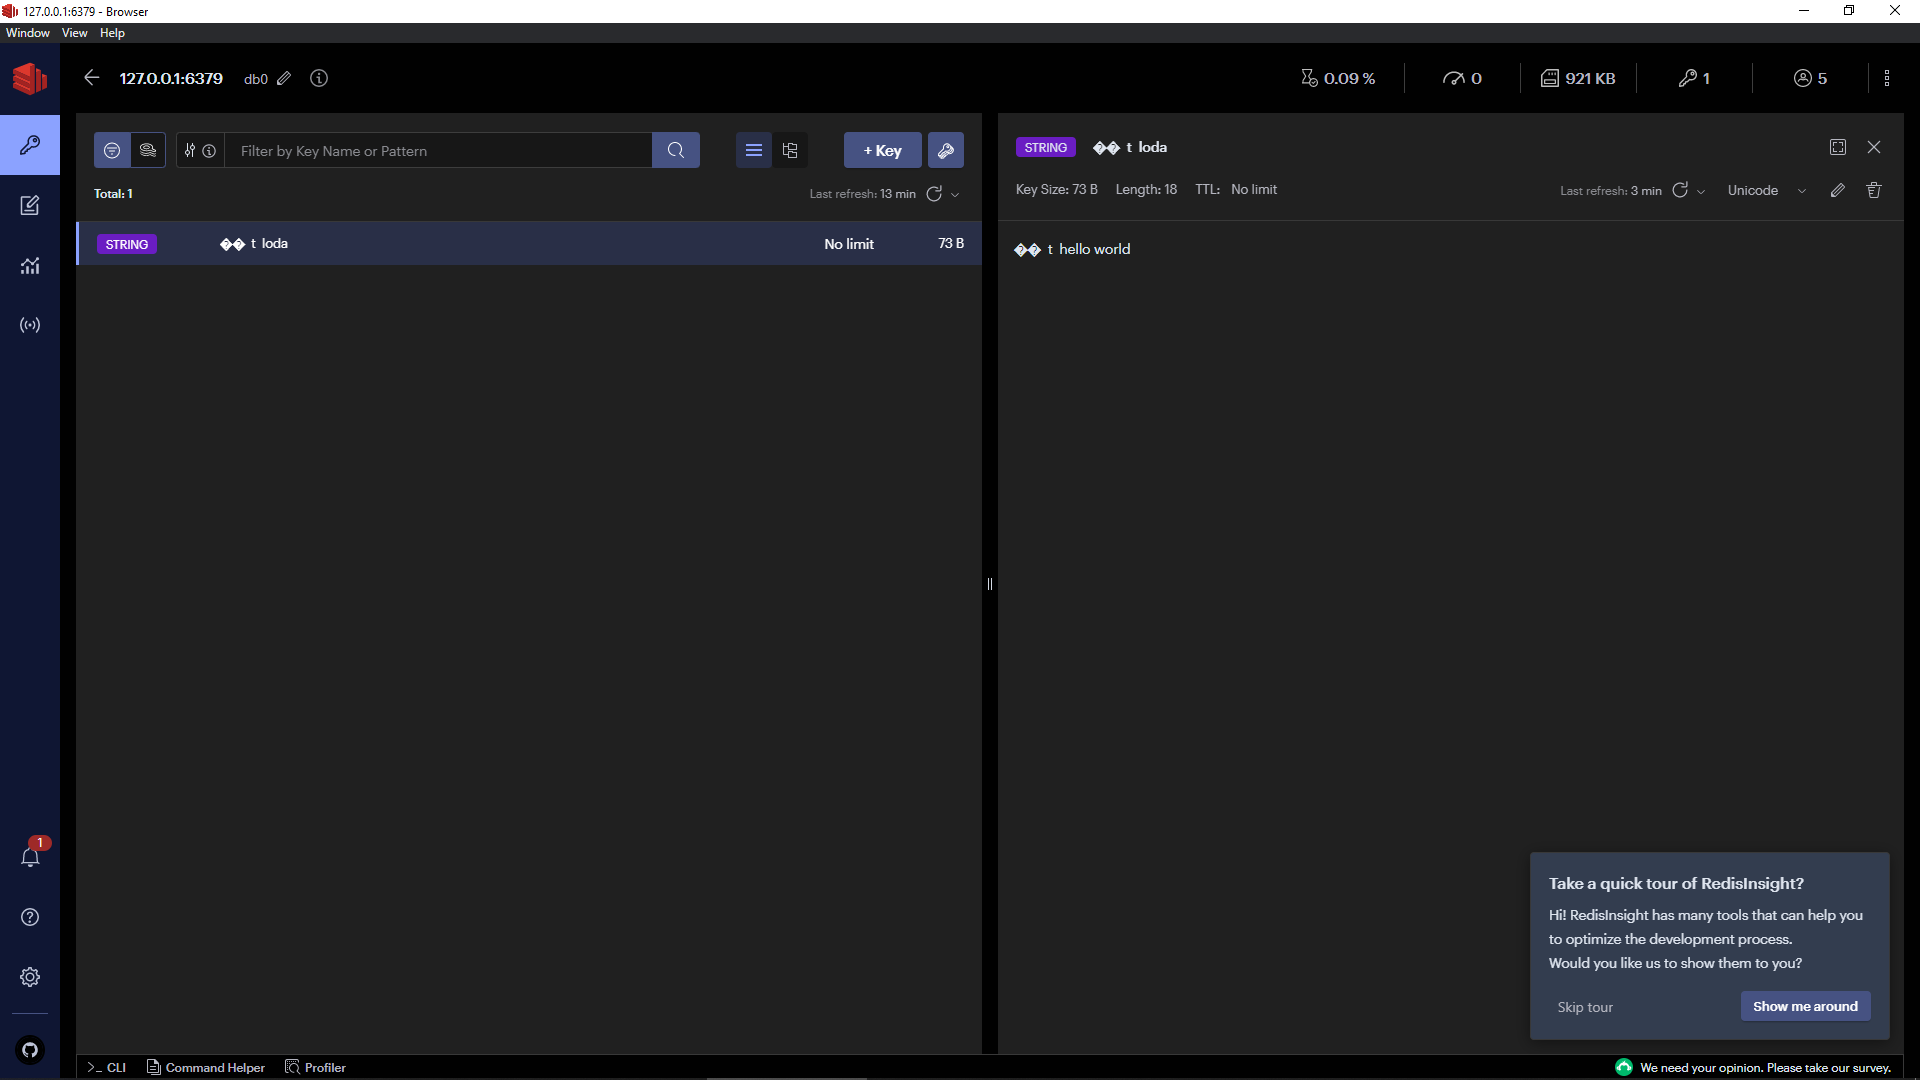 127.0.0.1:6379 - Browser
Window View Help
127.0.0.1:6379 db0 0.09 % 0 921 KB 1 5
Filter by Key Name or Pattern + Key
Total: 1 Last refresh: 13 min
STRING �� t loda No limit 73 B
STRING �� t loda
Key Size: 73 B Length: 18 TTL: No limit Last refresh: 3 min Unicode
�� t hello world
1
Take a quick tour of RedisInsight?
Hi! RedisInsight has many tools that can help you
to optimize the development process.
Would you like us to show them to you?
Skip tour Show me around
>_ CLI Command Helper Profiler We need your opinion. Please take our survey.